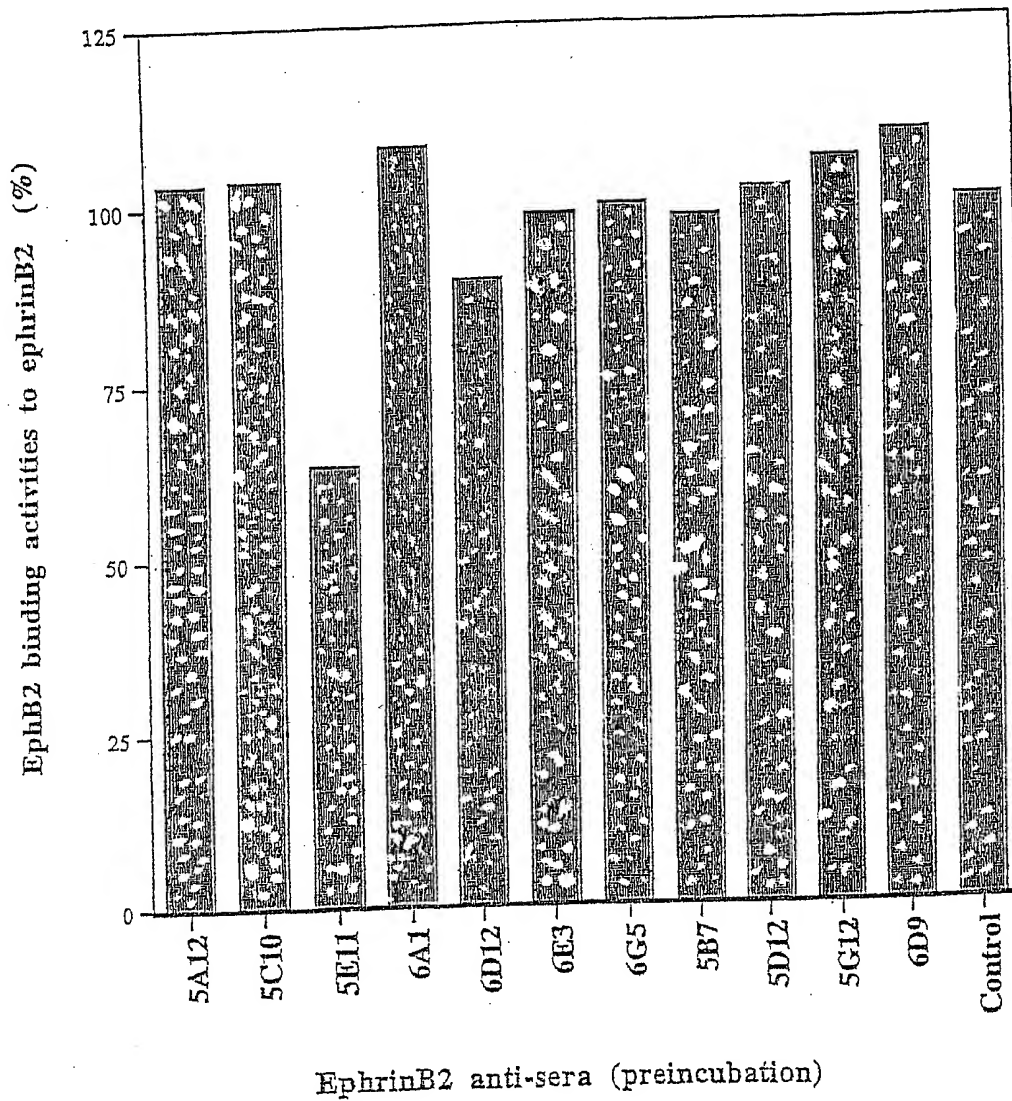 EphB2 binding activities to ephrinB2 (%)
125
100
75
50
25
0
5A12
5C10
5E11
6A1
6D12
6E3
6G5
5B7
5D12
5G12
6D9
Control
EphrinB2 anti-sera (preincubation)